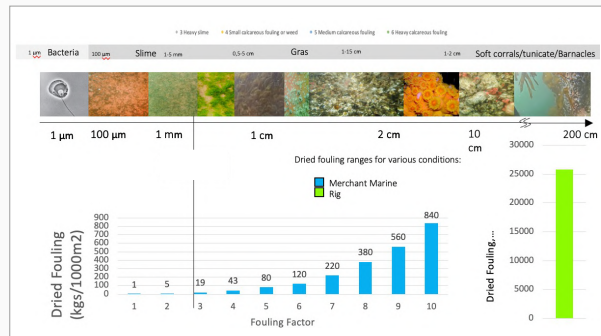 3 Heavy slime 4 Small calcareous fouling or weed 5 Medium calcareous fouling 6 Heavy calcareous fouling
1 µm Bacteria 100 µm Slime 1-5 mm 0,5-5 cm Gras 1-15 cm 1-2 cm Soft corrals/tunicate/Barnacles
1 µm 100 µm 1 mm 1 cm 2 cm 10 cm 200 cm
Dried fouling ranges for various conditions:
Merchant Marine
Rig
Dried Fouling
(kgs/1000m2)
900
800
700
600
500
400
300
200
100
0
1 5 19 43 80 120 220 380 560 840
1 2 3 4 5 6 7 8 9 10
Fouling Factor
Dried Fouling,...
30000
25000
20000
15000
10000
5000
0